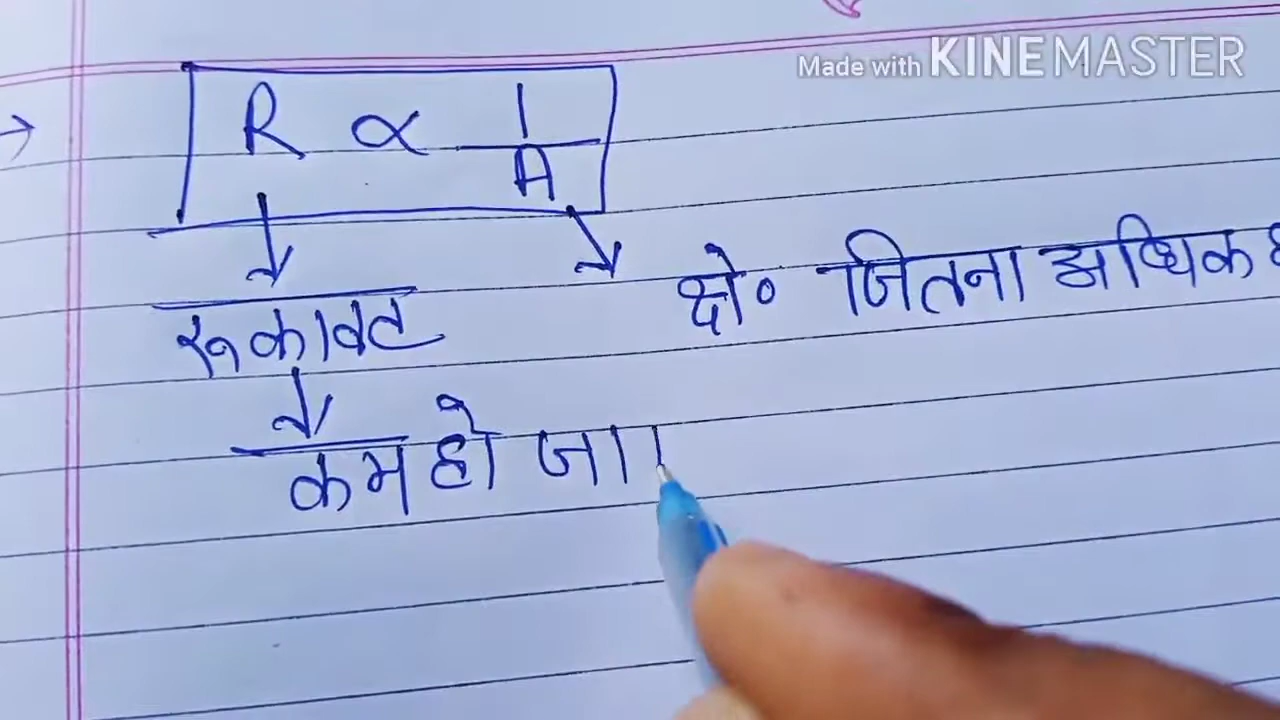 Made with KINEMASTER
→ R ∝ 1/A
क्षे० जितना अधिक
रूकावट
कम हो जा